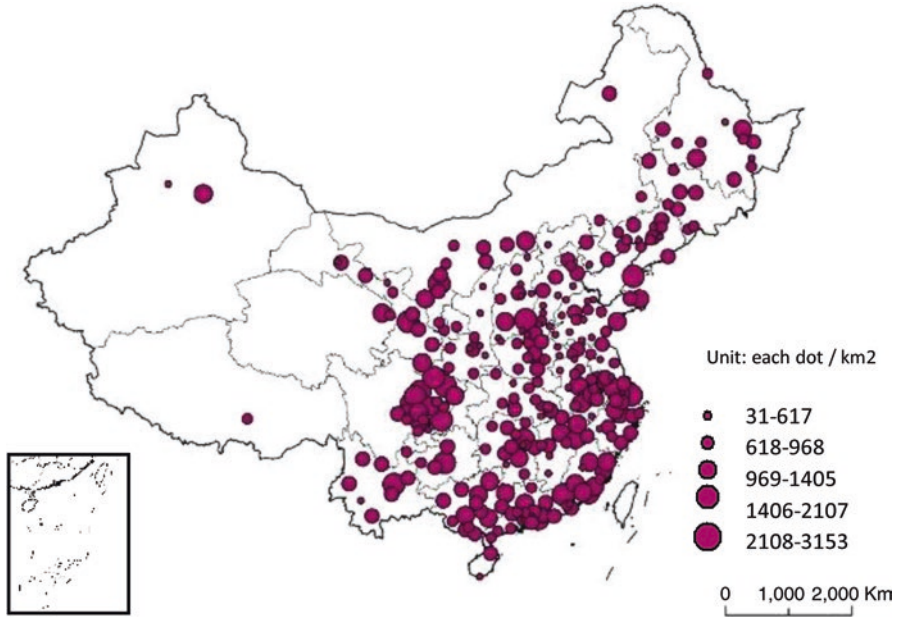 Unit: each dot / km2
31-617
618-968
969-1405
1406-2107
2108-3153
0 1,000 2,000 Km